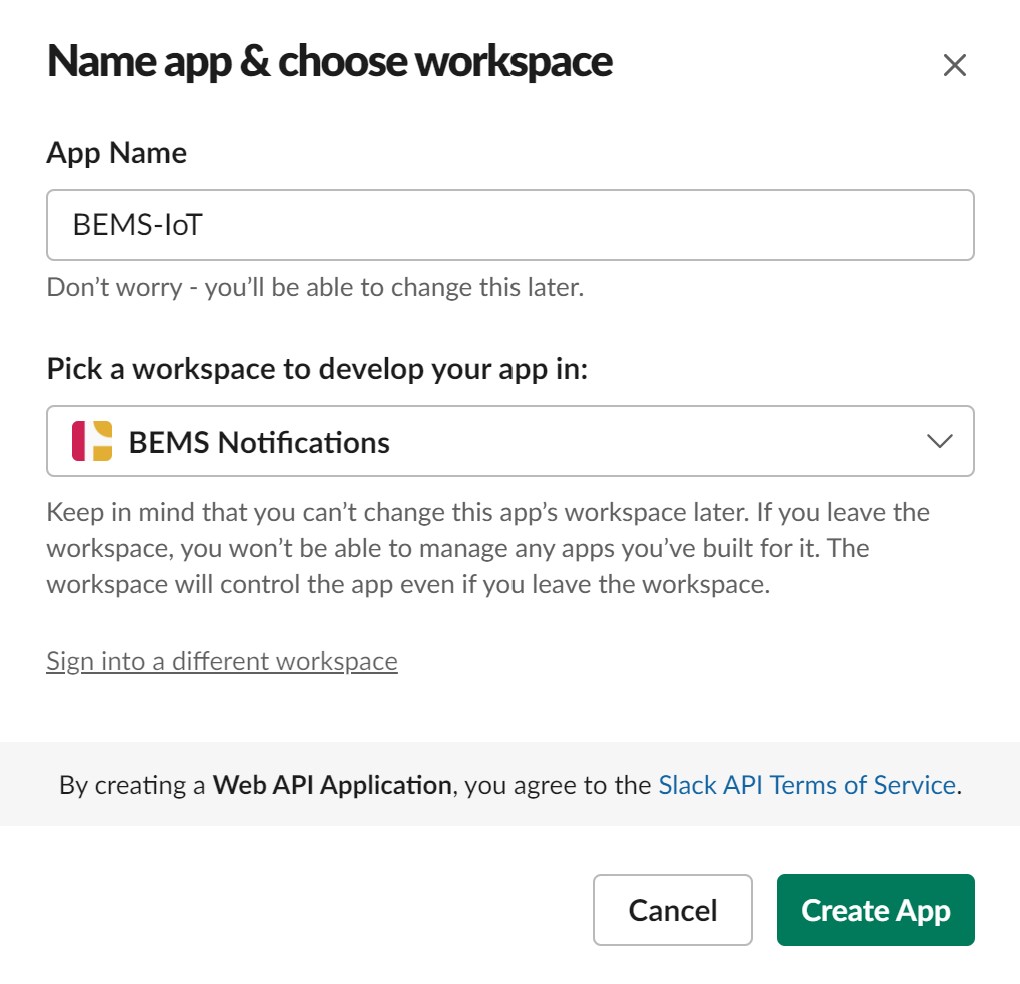 Name app & choose workspace
App Name
BEMS-IoT
Don’t worry - you’ll be able to change this later.
Pick a workspace to develop your app in:
BEMS Notifications
Keep in mind that you can’t change this app’s workspace later. If you leave the
workspace, you won’t be able to manage any apps you’ve built for it. The
workspace will control the app even if you leave the workspace.
Sign into a different workspace
By creating a Web API Application, you agree to the Slack API Terms of Service.
Cancel
Create App